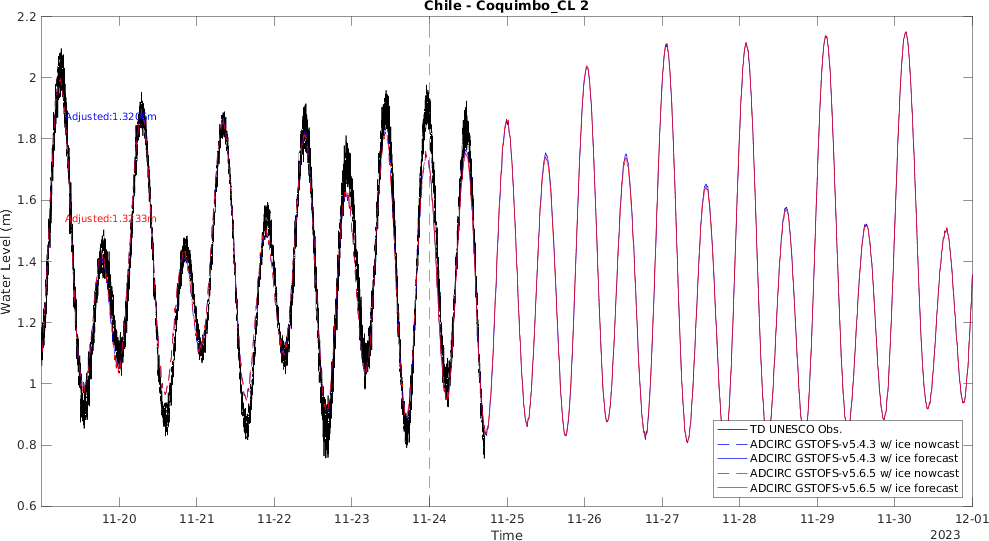 Chile - Coquimbo_CL 2
2.2
2
1.8
1.6
1.4
1.2
1
0.8
0.6
Water Level (m)
Adjusted:1.3233m
11-20
11-21
11-22
11-23
11-24
11-25
11-26
11-27
11-28
11-29
11-30
12-01
Time
2023
TD UNESCO Obs.
ADCIRC GSTOFS-v5.4.3 w/ ice nowcast
ADCIRC GSTOFS-v5.4.3 w/ ice forecast
ADCIRC GSTOFS-v5.6.5 w/ ice nowcast
ADCIRC GSTOFS-v5.6.5 w/ ice forecast